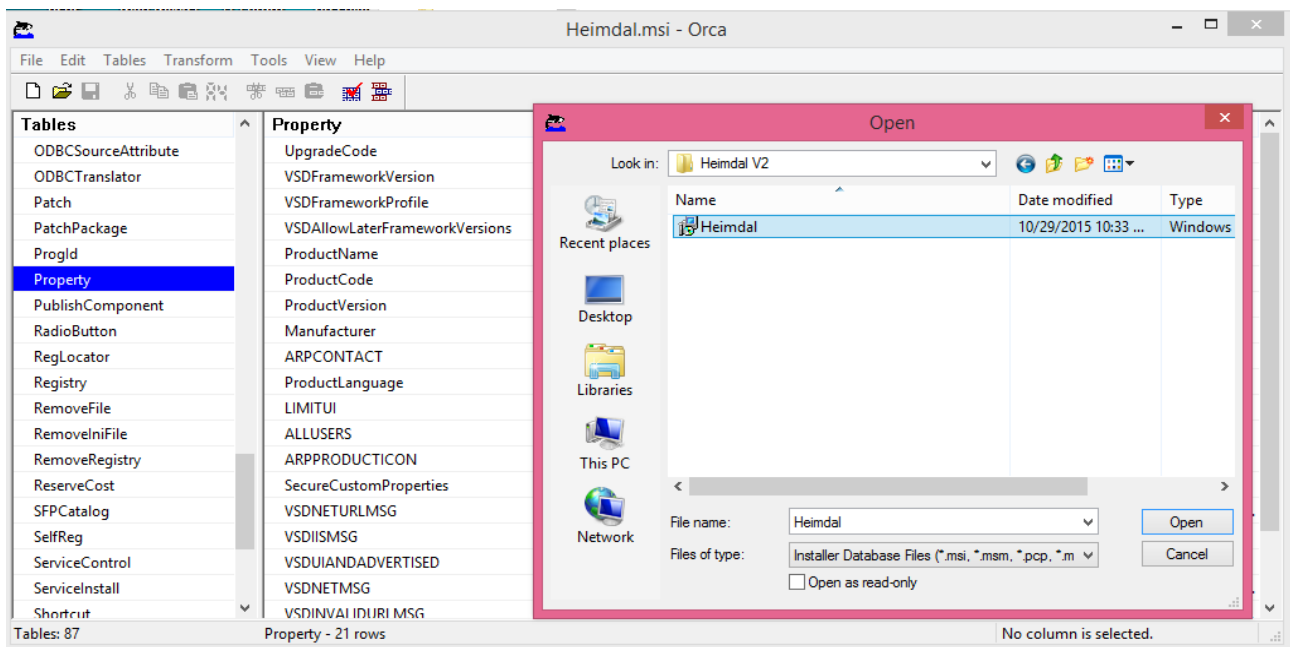 Heimdal.msi - Orca
File Edit Tables Transform Tools View Help
Tables
ODBCSourceAttribute
ODBCTranslator
Patch
PatchPackage
ProgId
Property
PublishComponent
RadioButton
RegLocator
Registry
RemoveFile
RemoveIniFile
RemoveRegistry
ReserveCost
SFPCatalog
SelfReg
ServiceControl
ServiceInstall
Shortcut
Property
UpgradeCode
VSDFrameworkVersion
VSDFrameworkProfile
VSDAllowLaterFrameworkVersions
ProductName
ProductCode
ProductVersion
Manufacturer
ARPCONTACT
ProductLanguage
LIMITUI
ALLUSERS
ARPPRODUCTICON
SecureCustomProperties
VSDNETURLMSG
VSDIISMSG
VSDUIANDADVERTISED
VSDNETMSG
VSDINVALIDURLMSG
Open
Look in: Heimdal V2
Recent places
Desktop
Libraries
This PC
Network
Name Date modified Type
Heimdal 10/29/2015 10:33 ... Windows
File name: Heimdal Open
Files of type: Installer Database Files (*.msi, *.msm, *.pcp, *.m Cancel
Open as read-only
Tables: 87 Property - 21 rows No column is selected.